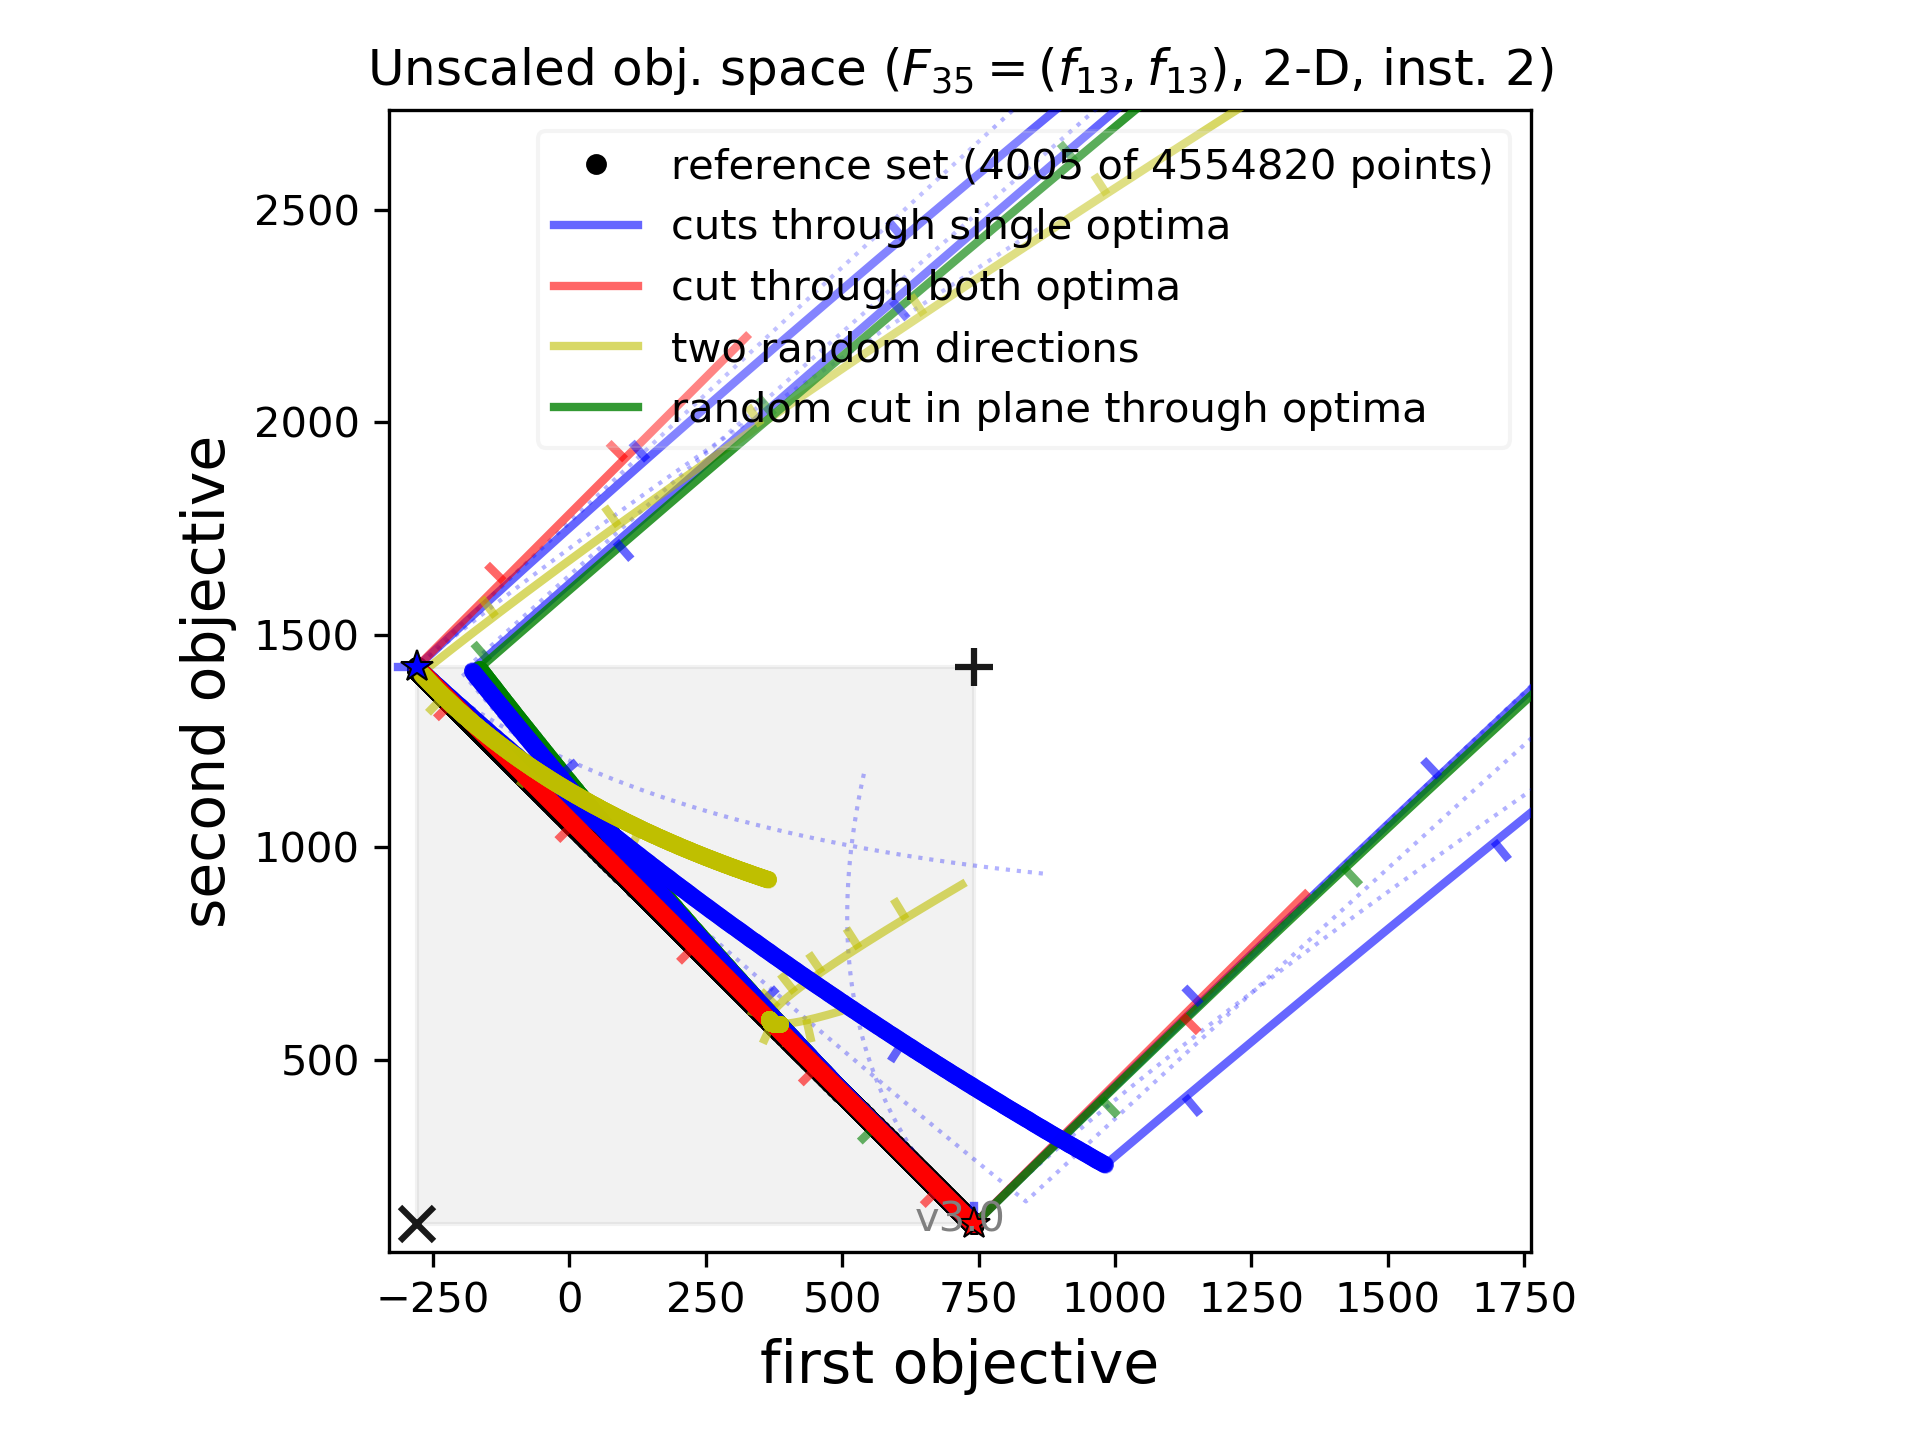 Unscaled obj. space (F₃₅ = (f₁₃, f₁₃), 2-D, inst. 2)
reference set (4005 of 4554820 points)
cuts through single optima
cut through both optima
two random directions
random cut in plane through optima
2500
2000
1500
1000
500
second objective
v3.0
−250 0 250 500 750 1000 1250 1500 1750
first objective